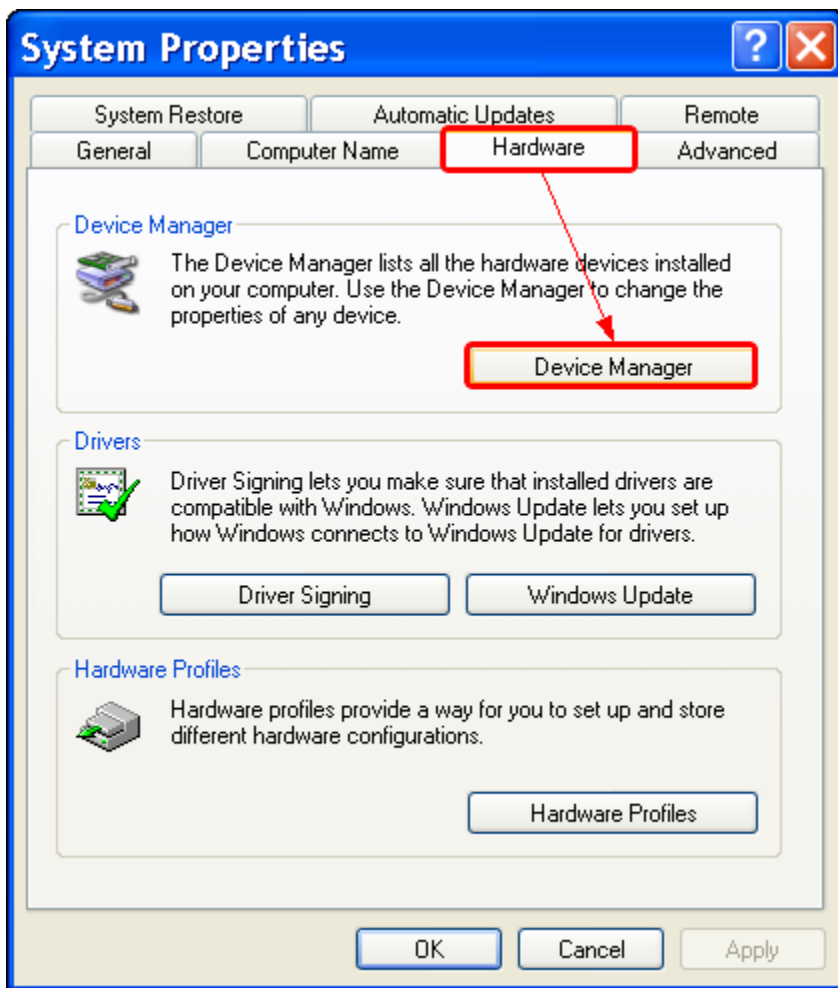 System Properties
System Restore Automatic Updates Remote
General Computer Name Hardware Advanced
Device Manager
The Device Manager lists all the hardware devices installed
on your computer. Use the Device Manager to change the
properties of any device.
Device Manager
Drivers
Driver Signing lets you make sure that installed drivers are
compatible with Windows. Windows Update lets you set up
how Windows connects to Windows Update for drivers.
Driver Signing Windows Update
Hardware Profiles
Hardware profiles provide a way for you to set up and store
different hardware configurations.
Hardware Profiles
OK Cancel Apply